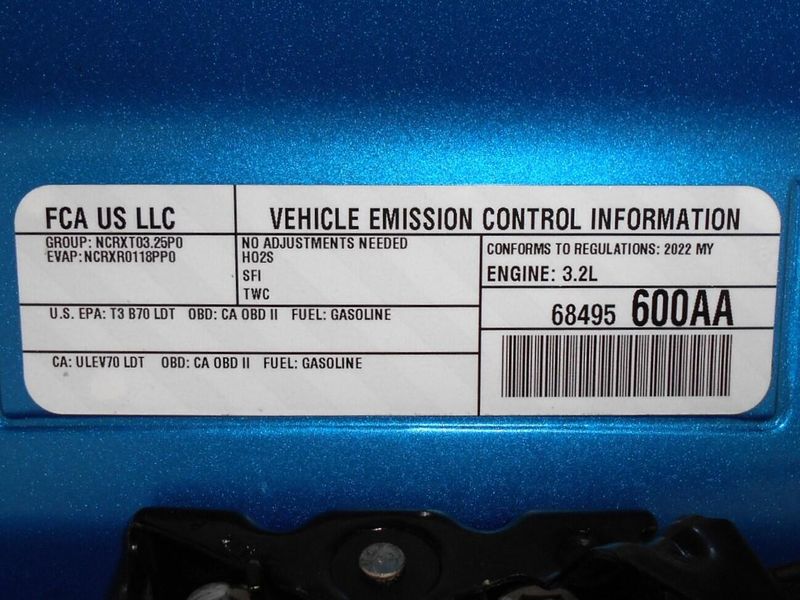 FCA US LLC
VEHICLE EMISSION CONTROL INFORMATION
GROUP: NCRXT03.25P0
EVAP:NCRXR0118PP0
NO ADJUSTMENTS NEEDED
HO2S
SFI
TWC
CONFORMS TO REGULATIONS: 2022 MY
ENGINE: 3.2L
U.S. EPA: T3 B70 LDT OBD: CA OBD II FUEL: GASOLINE
68495 600AA
CA: ULEV70 LDT OBD: CA OBD II FUEL: GASOLINE